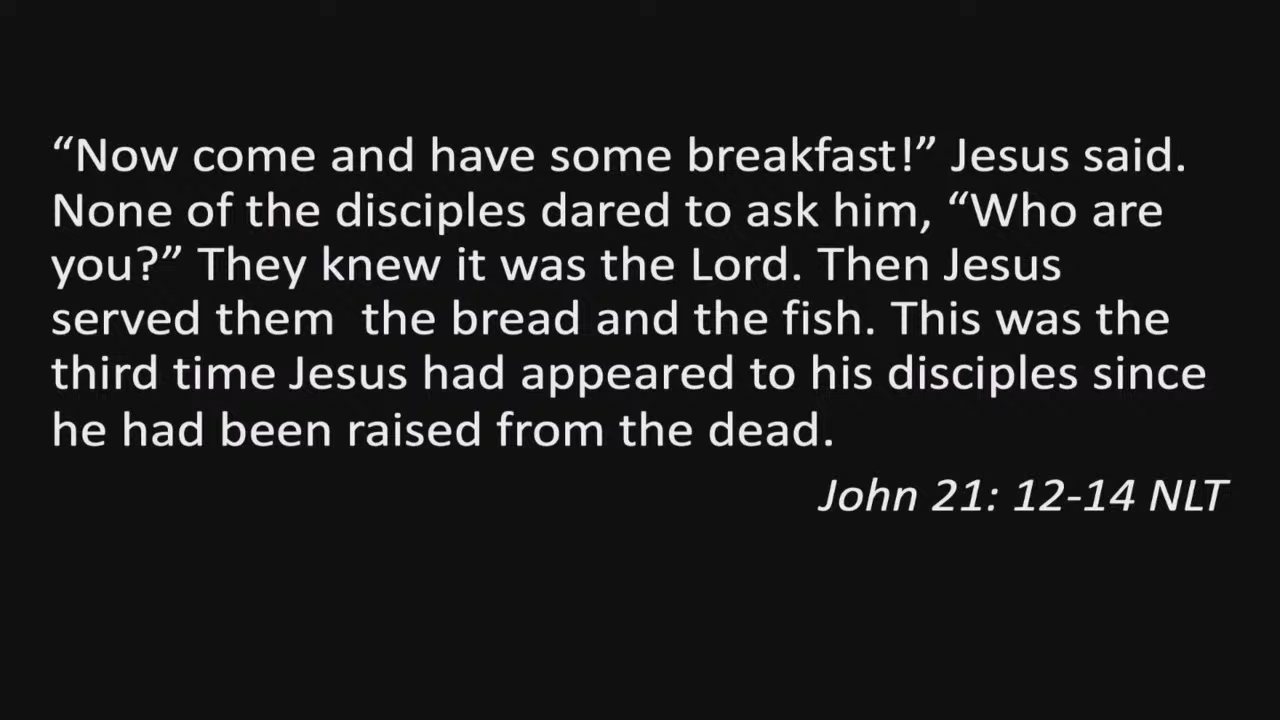 “Now come and have some breakfast!” Jesus said.
None of the disciples dared to ask him, “Who are
you?” They knew it was the Lord. Then Jesus
served them  the bread and the fish. This was the
third time Jesus had appeared to his disciples since
he had been raised from the dead.
John 21: 12-14 NLT